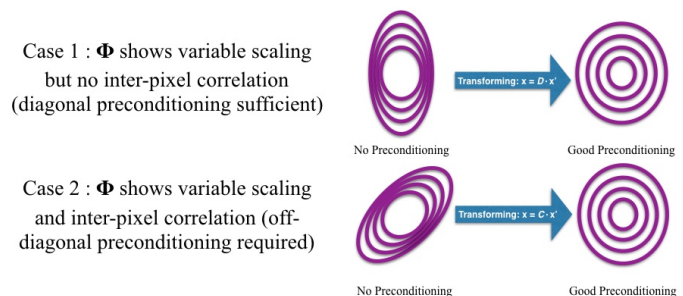 Case 1 : Φ shows variable scaling
but no inter-pixel correlation
(diagonal preconditioning sufficient)
Transforming: x = D · x'
No Preconditioning
Good Preconditioning
Case 2 : Φ shows variable scaling
and inter-pixel correlation (off-
diagonal preconditioning required)
Transforming: x = C · x'
No Preconditioning
Good Preconditioning